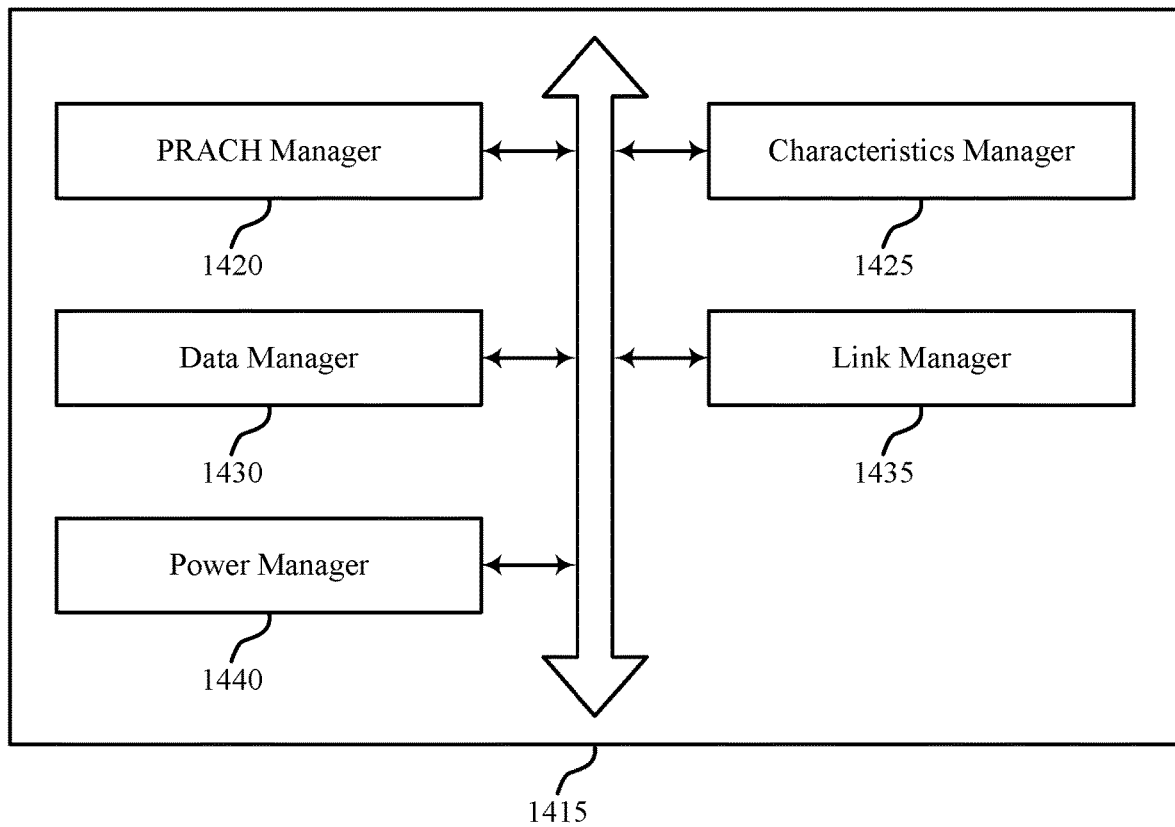 PRACH Manager
Characteristics Manager
1420
1425
Data Manager
Link Manager
1430
1435
Power Manager
1440
1415